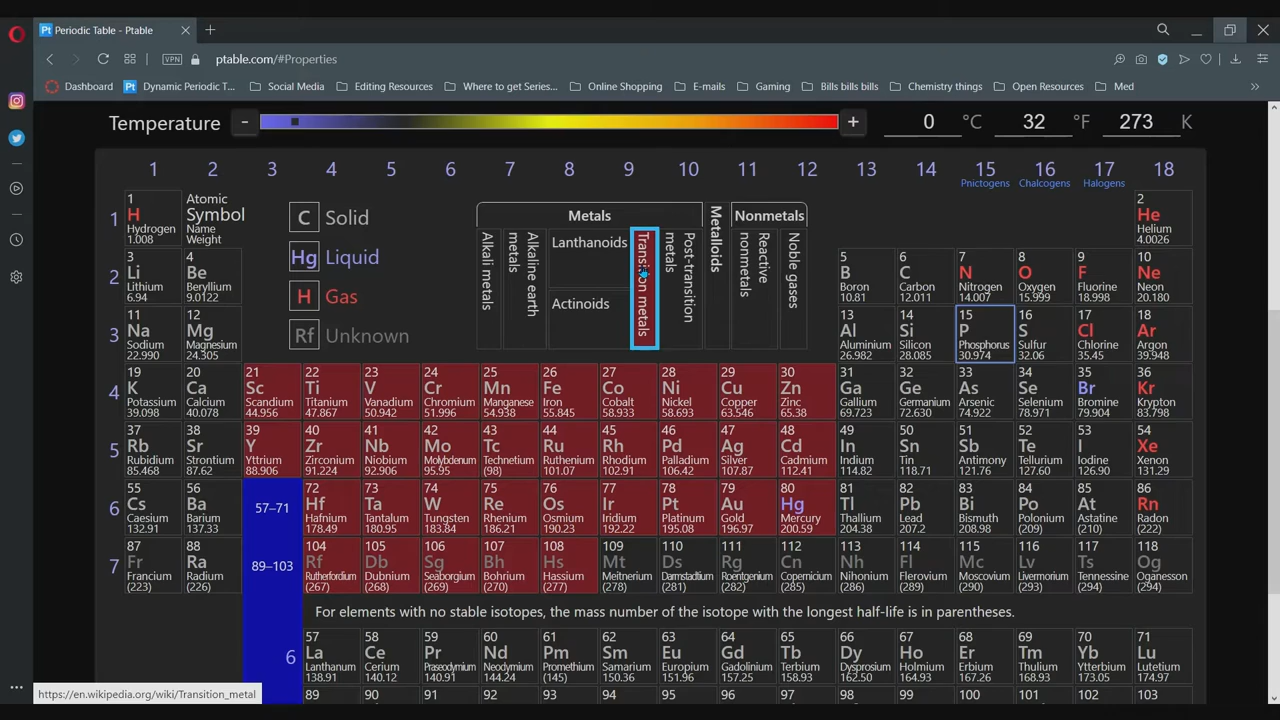 Periodic Table - Ptable
VPN
ptable.com/#Properties
Dashboard Dynamic Periodic T... Social Media Editing Resources Where to get Series... Online Shopping E-mails Gaming Bills bills bills Chemistry things Open Resources Med
Temperature - + 0 °C 32 °F 273 K
1 2 3 4 5 6 7 8 9 10 11 12 13 14 15 16 17 18
Pnictogens Chalcogens Halogens
1
1 H Hydrogen 1.008
Atomic Symbol Name Weight
C Solid
Hg Liquid
H Gas
Rf Unknown
Metals
Metalloids
Nonmetals
Alkali metals
Alkaline earth metals
Lanthanoids
Actinoids
Transition metals
Post-transition metals
Reactive nonmetals
Noble gases
2 He Helium 4.0026
2
3 Li Lithium 6.94
4 Be Beryllium 9.0122
5 B Boron 10.81
6 C Carbon 12.011
7 N Nitrogen 14.007
8 O Oxygen 15.999
9 F Fluorine 18.998
10 Ne Neon 20.180
3
11 Na Sodium 22.990
12 Mg Magnesium 24.305
13 Al Aluminium 26.982
14 Si Silicon 28.085
15 P Phosphorus 30.974
16 S Sulfur 32.06
17 Cl Chlorine 35.45
18 Ar Argon 39.948
4
19 K Potassium 39.098
20 Ca Calcium 40.078
21 Sc Scandium 44.956
22 Ti Titanium 47.867
23 V Vanadium 50.942
24 Cr Chromium 51.996
25 Mn Manganese 54.938
26 Fe Iron 55.845
27 Co Cobalt 58.933
28 Ni Nickel 58.693
29 Cu Copper 63.546
30 Zn Zinc 65.38
31 Ga Gallium 69.723
32 Ge Germanium 72.630
33 As Arsenic 74.922
34 Se Selenium 78.971
35 Br Bromine 79.904
36 Kr Krypton 83.798
5
37 Rb Rubidium 85.468
38 Sr Strontium 87.62
39 Y Yttrium 88.906
40 Zr Zirconium 91.224
41 Nb Niobium 92.906
42 Mo Molybdenum 95.95
43 Tc Technetium (98)
44 Ru Ruthenium 101.07
45 Rh Rhodium 102.91
46 Pd Palladium 106.42
47 Ag Silver 107.87
48 Cd Cadmium 112.41
49 In Indium 114.82
50 Sn Tin 118.71
51 Sb Antimony 121.76
52 Te Tellurium 127.60
53 I Iodine 126.90
54 Xe Xenon 131.29
6
55 Cs Caesium 132.91
56 Ba Barium 137.33
57–71
72 Hf Hafnium 178.49
73 Ta Tantalum 180.95
74 W Tungsten 183.84
75 Re Rhenium 186.21
76 Os Osmium 190.23
77 Ir Iridium 192.22
78 Pt Platinum 195.08
79 Au Gold 196.97
80 Hg Mercury 200.59
81 Tl Thallium 204.38
82 Pb Lead 207.2
83 Bi Bismuth 208.98
84 Po Polonium (209)
85 At Astatine (210)
86 Rn Radon (222)
7
87 Fr Francium (223)
88 Ra Radium (226)
89–103
104 Rf Rutherfordium (267)
105 Db Dubnium (268)
106 Sg Seaborgium (269)
107 Bh Bohrium (270)
108 Hs Hassium (277)
109 Mt Meitnerium (278)
110 Ds Darmstadtium (281)
111 Rg Roentgenium (282)
112 Cn Copernicium (285)
113 Nh Nihonium (286)
114 Fl Flerovium (289)
115 Mc Moscovium (290)
116 Lv Livermorium (293)
117 Ts Tennessine (294)
118 Og Oganesson (294)
For elements with no stable isotopes, the mass number of the isotope with the longest half-life is in parentheses.
6
57 La Lanthanum 138.91
58 Ce Cerium 140.12
59 Pr Praseodymium 140.91
60 Nd Neodymium 144.24
61 Pm Promethium (145)
62 Sm Samarium 150.36
63 Eu Europium 151.96
64 Gd Gadolinium 157.25
65 Tb Terbium 158.93
66 Dy Dysprosium 162.50
67 Ho Holmium 164.93
68 Er Erbium 167.26
69 Tm Thulium 168.93
70 Yb Ytterbium 173.05
71 Lu Lutetium 174.97
89 90 91 92 93 94 95 96 97 98 99 100 101 102 103
https://en.wikipedia.org/wiki/Transition_metal